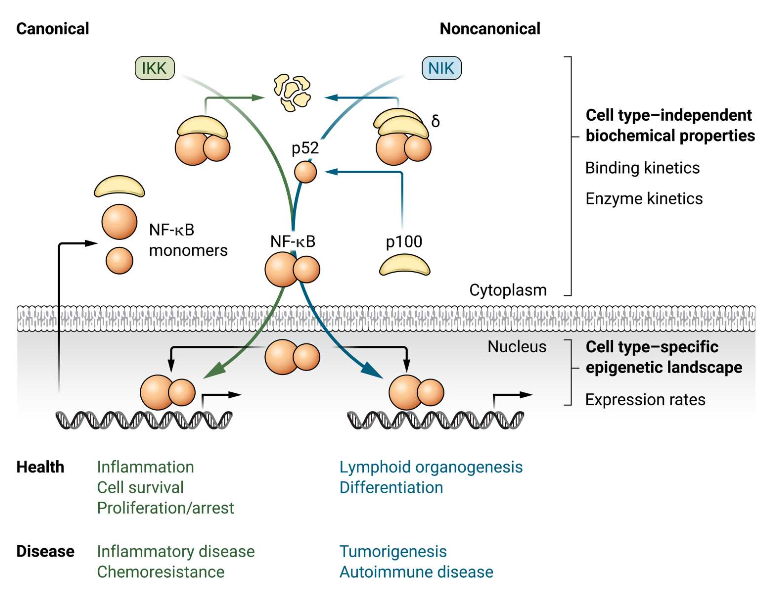 Canonical
Noncanonical
IKK
NIK
δ
p52
Cell type–independent
biochemical properties
Binding kinetics
Enzyme kinetics
NF-κB
monomers
NF-κB
p100
Cytoplasm
Nucleus
Cell type–specific
epigenetic landscape
Expression rates
Health
Inflammation
Cell survival
Proliferation/arrest
Lymphoid organogenesis
Differentiation
Disease
Inflammatory disease
Chemoresistance
Tumorigenesis
Autoimmune disease